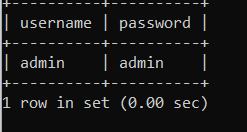 +----------+----------+
| username | password |
+----------+----------+
| admin    | admin    |
+----------+----------+
1 row in set (0.00 sec)